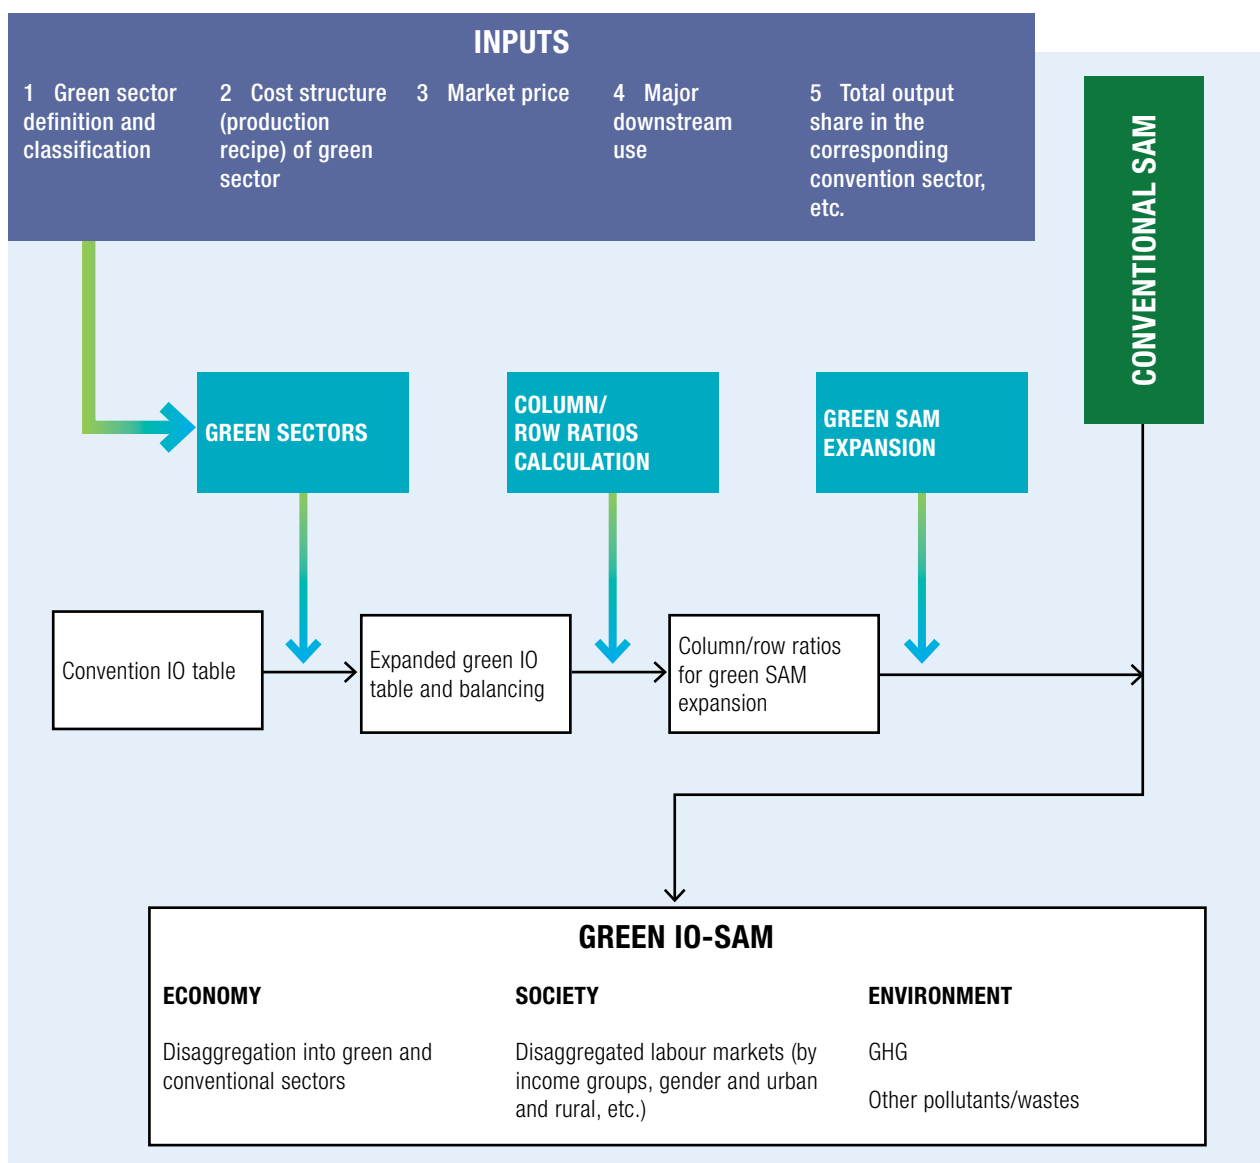 INPUTS
1 Green sector
definition and
classification
2 Cost structure
(production
recipe) of green
sector
3 Market price
4 Major
downstream
use
5 Total output
share in the
corresponding
convention sector,
etc.
CONVENTIONAL SAM
GREEN SECTORS
COLUMN/
ROW RATIOS
CALCULATION
GREEN SAM
EXPANSION
Convention IO table
Expanded green IO
table and balancing
Column/row ratios
for green SAM
expansion
GREEN IO-SAM
ECONOMY
Disaggregation into green and
conventional sectors
SOCIETY
Disaggregated labour markets (by
income groups, gender and urban
and rural, etc.)
ENVIRONMENT
GHG
Other pollutants/wastes